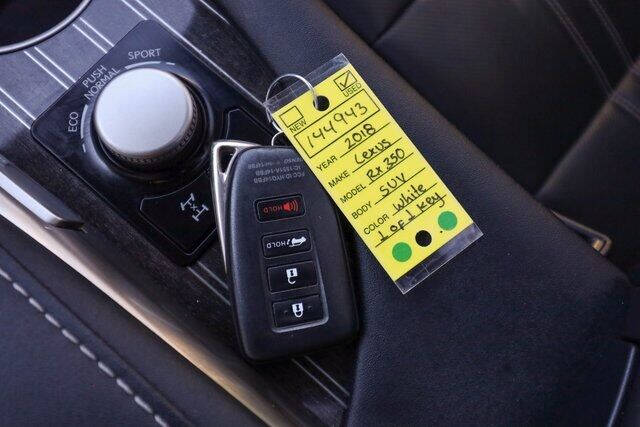 SPORT
PUSH
NORMAL
ECO
USED
NEW
144943
YEAR 2018
MAKE Lexus
MODEL Rx 350
BODY SUV
COLOR White
1 of 1 Key
HOLD
HOLD